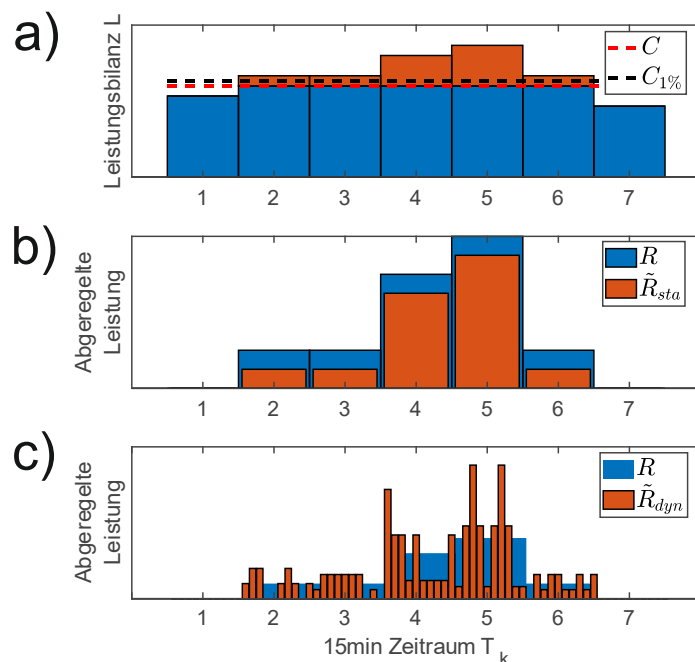 a)
Leistungsbilanz L
C
C1%
1 2 3 4 5 6 7
b)
Abgeregelte
Leistung
R
R̃sta
1 2 3 4 5 6 7
c)
Abgeregelte
Leistung
R
R̃dyn
1 2 3 4 5 6 7
15min Zeitraum T k